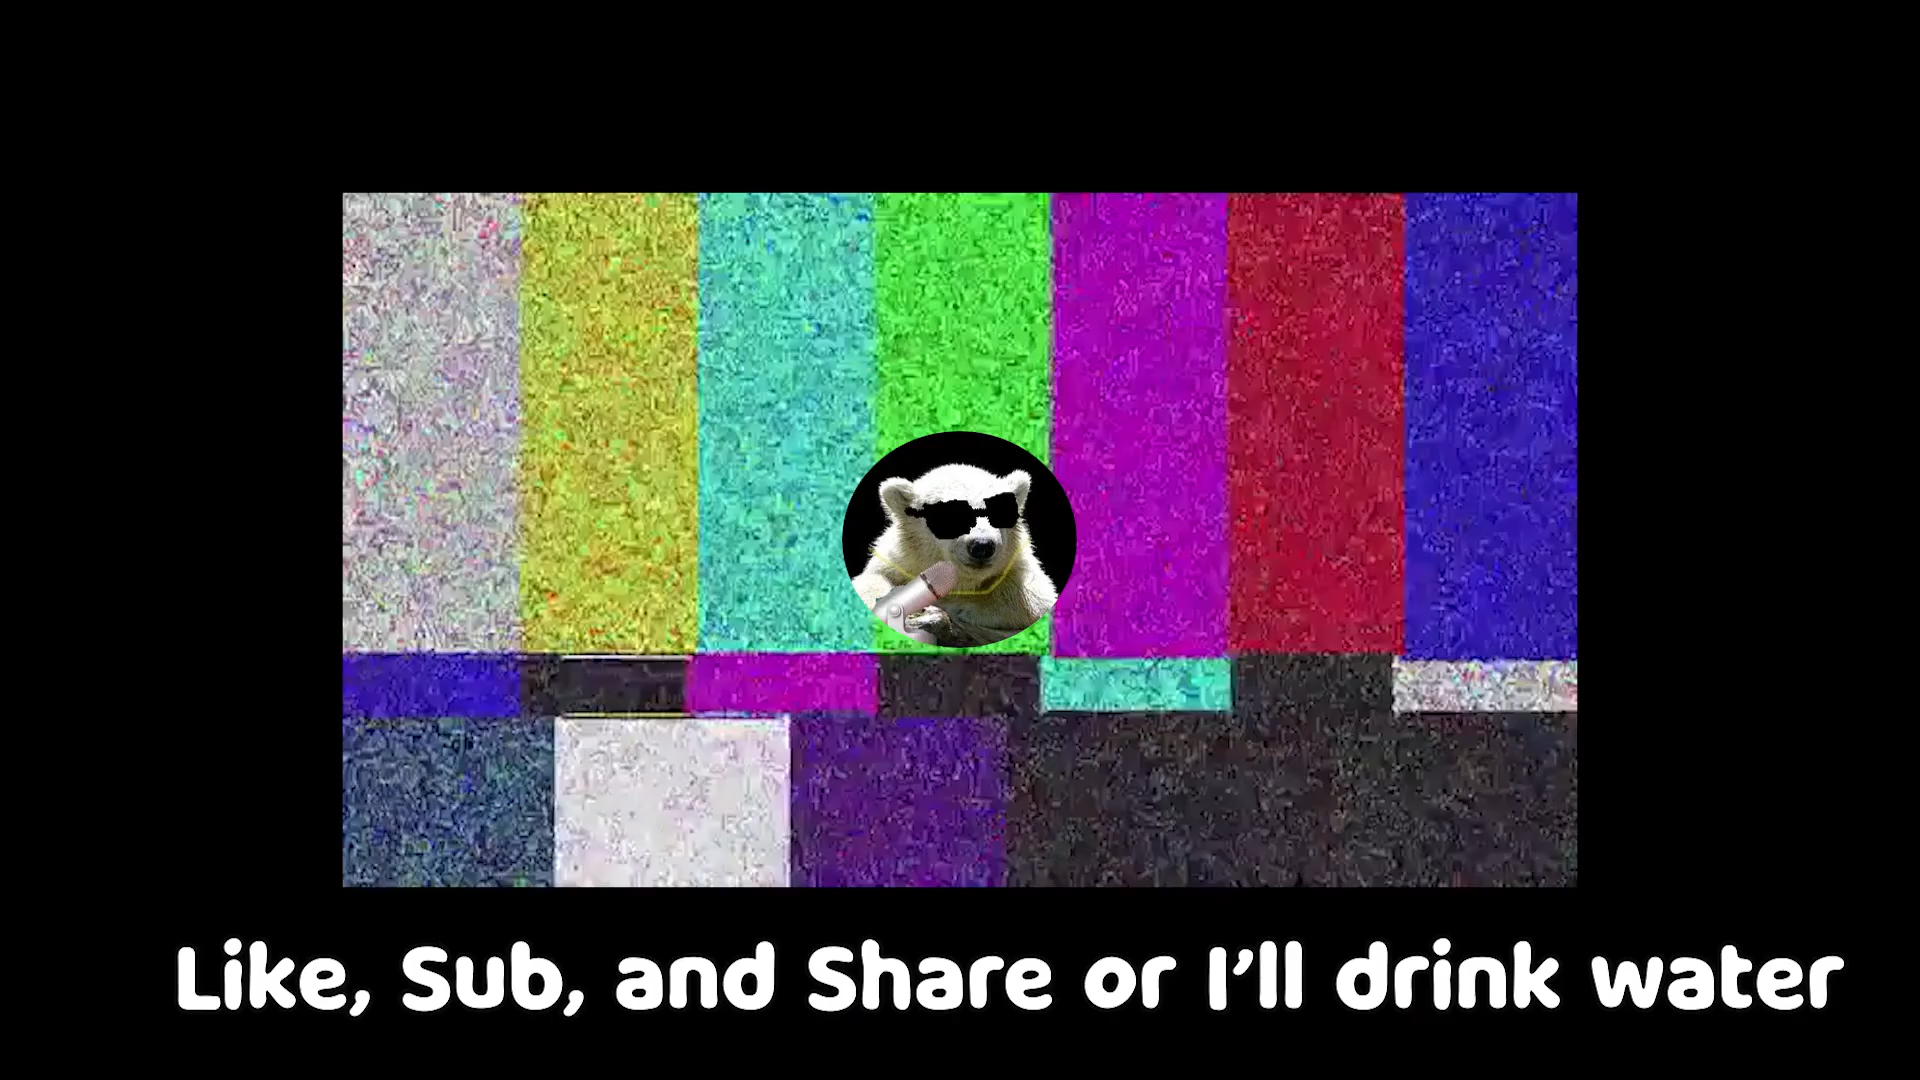 Like, Sub, and Share or I’ll drink water